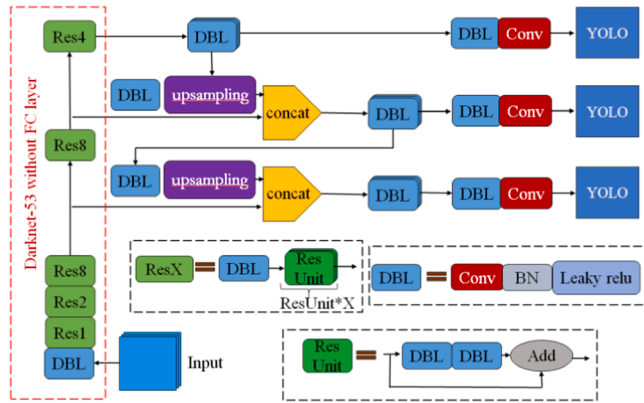 Res4
DBL
DBL
Conv
YOLO
DBL
upsampling
concat
DBL
DBL
Conv
YOLO
Res8
DBL
upsampling
concat
DBL
DBL
Conv
YOLO
Darknet-53 without FC layer
Res8
Res2
Res1
DBL
Input
ResX = DBL Res Unit
ResUnit*X
DBL = Conv BN Leaky relu
Res Unit = DBL DBL Add